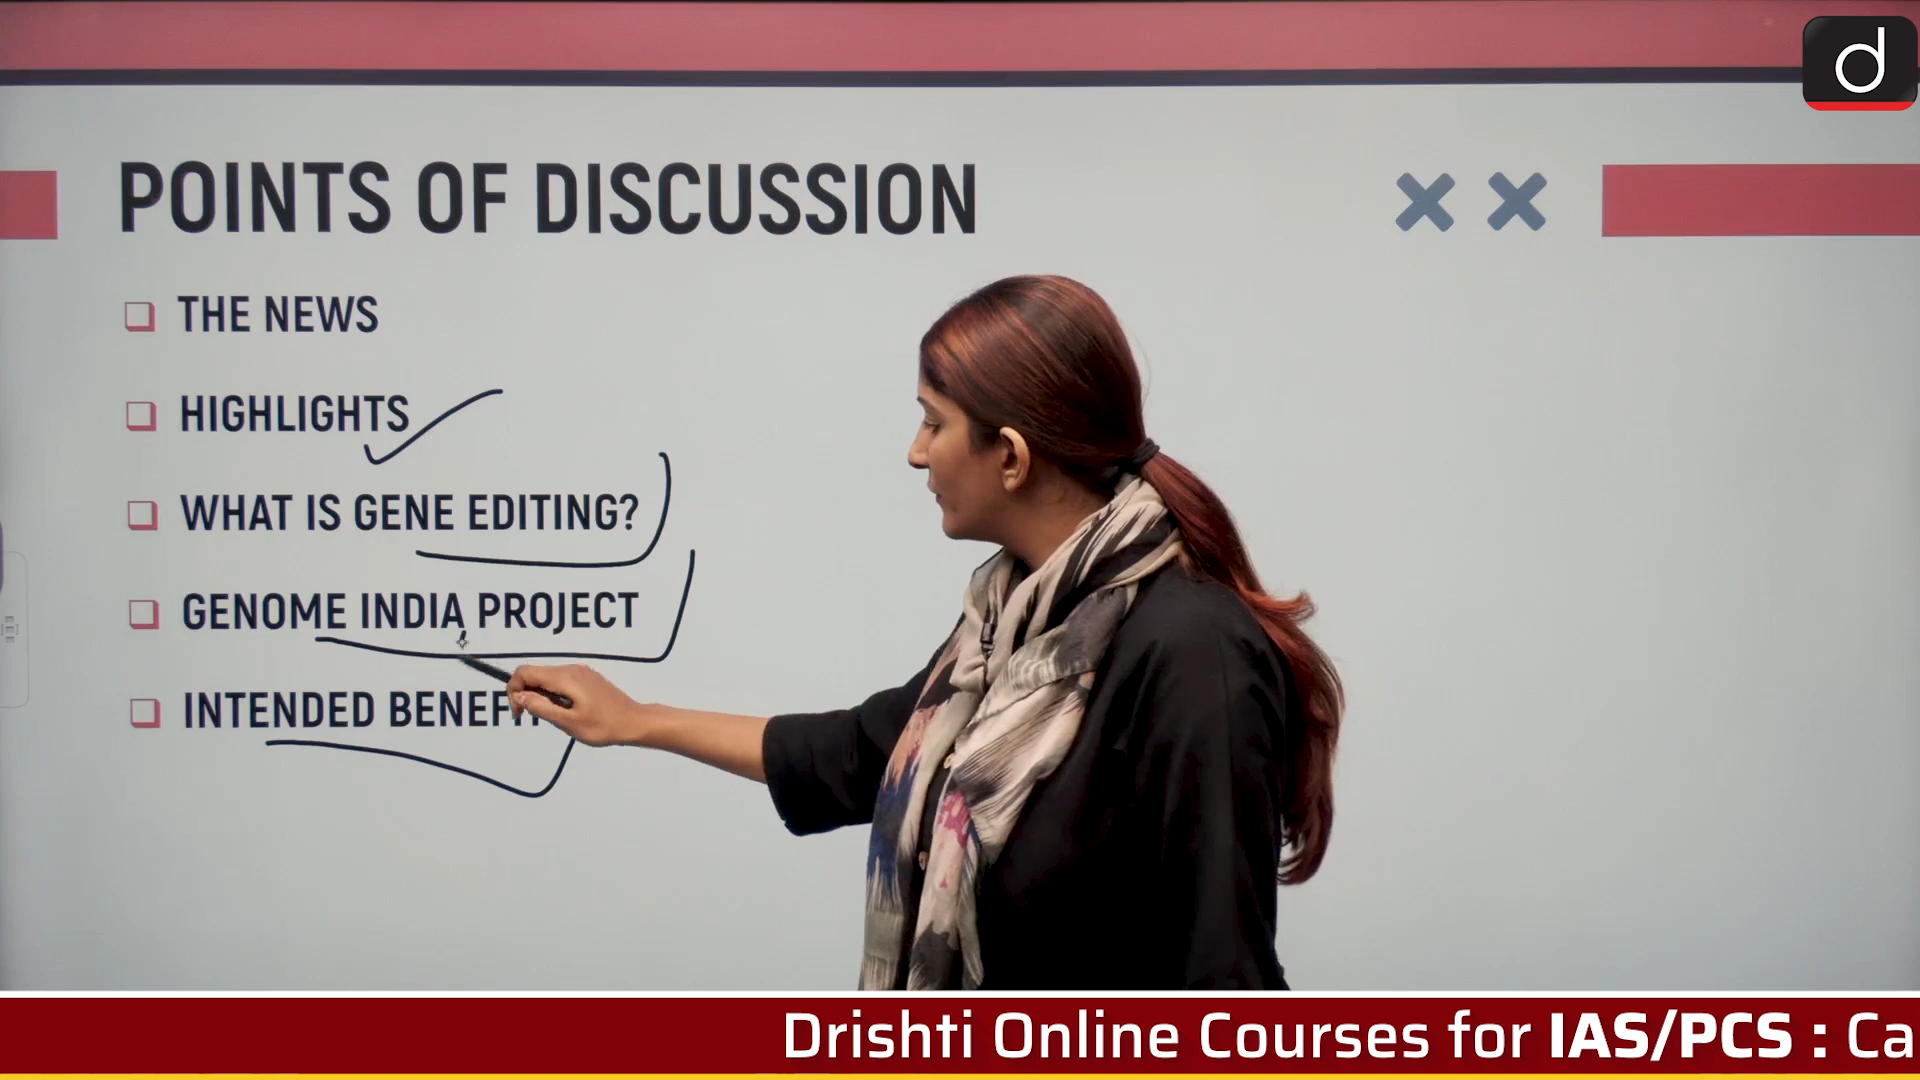 d
POINTS OF DISCUSSION
THE NEWS
HIGHLIGHTS
WHAT IS GENE EDITING?
GENOME INDIA PROJECT
INTENDED
Drishti Online Courses for IAS/PCS : Ca